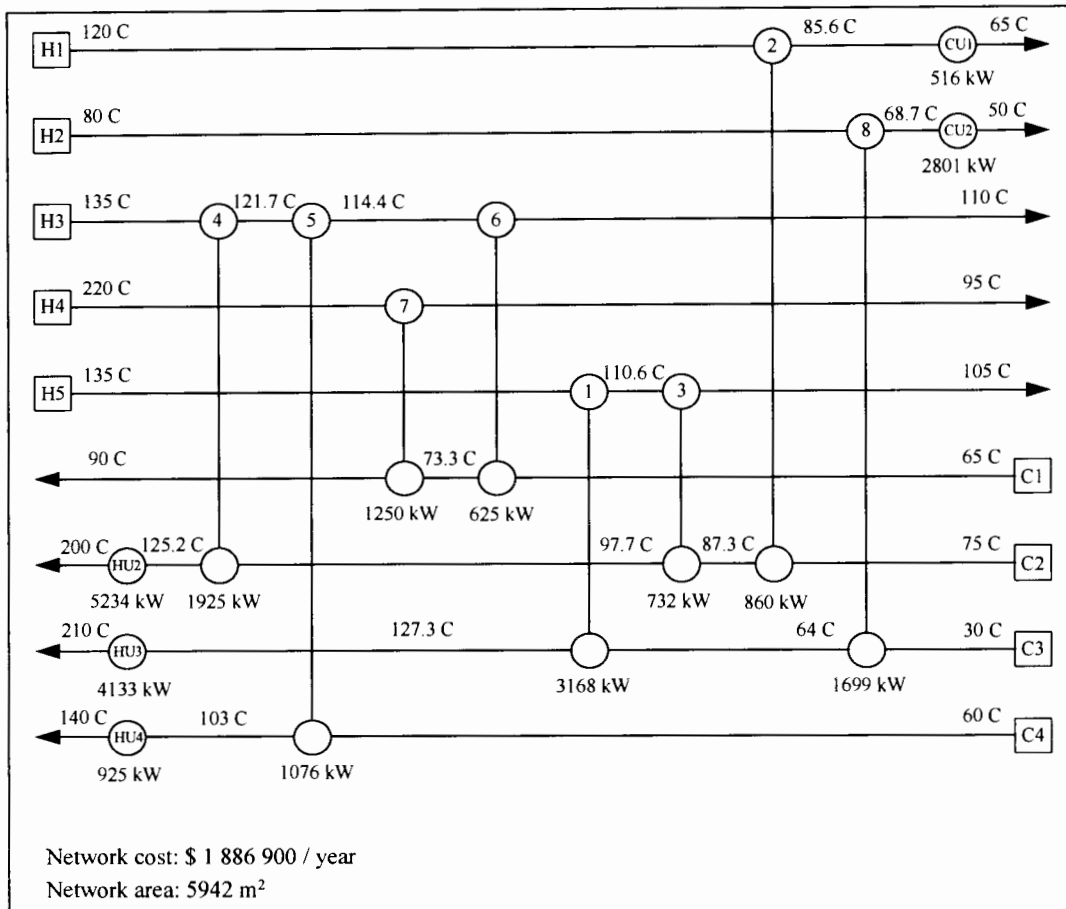 120 C 85.6 C 65 C
H1 2 CU1
516 kW
80 C 68.7 C 50 C
H2 8 CU2
2801 kW
135 C 121.7 C 114.4 C 110 C
H3 4 5 6
220 C 95 C
H4 7
135 C 110.6 C 105 C
H5 1 3
90 C 73.3 C 65 C
C1
1250 kW 625 kW
200 C 125.2 C 97.7 C 87.3 C 75 C
HU2 C2
5234 kW 1925 kW 732 kW 860 kW
210 C 127.3 C 64 C 30 C
HU3 C3
4133 kW 3168 kW 1699 kW
140 C 103 C 60 C
HU4 C4
925 kW 1076 kW
Network cost: $ 1 886 900 / year
Network area: 5942 m²